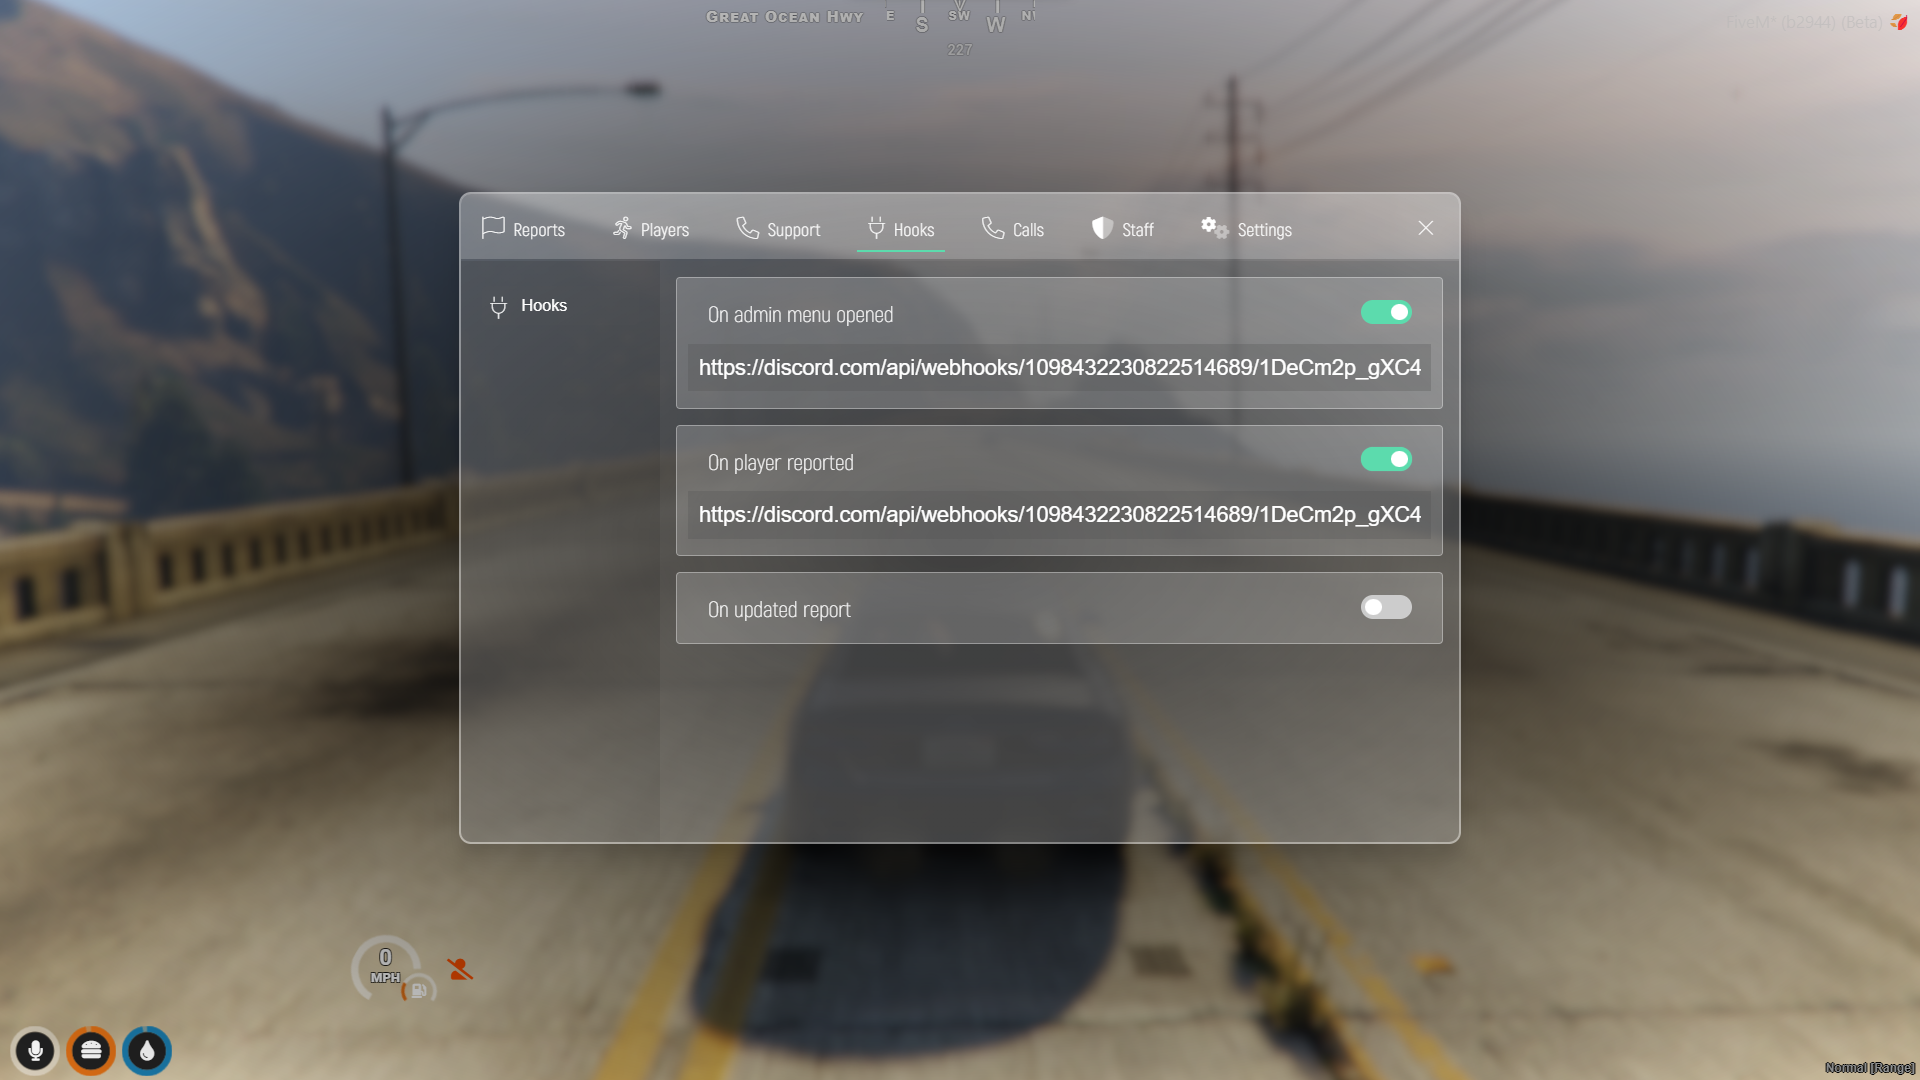 GREAT OCEAN HWY
E S SW W N
227
FiveM* (b2944) (Beta)
Reports Players Support Hooks Calls Staff Settings
Hooks
On admin menu opened
https://discord.com/api/webhooks/1098432230822514689/1DeCm2p_gXC4
On player reported
https://discord.com/api/webhooks/1098432230822514689/1DeCm2p_gXC4
On updated report
0
MPH
Normal [Range]